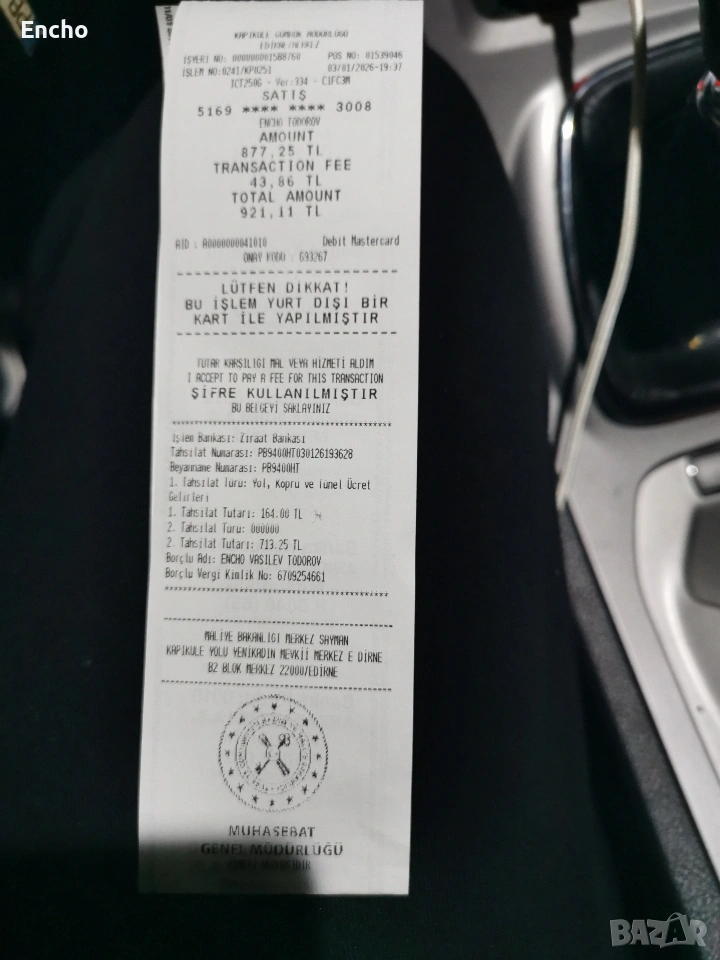 Encho
KAPIKULE GÜMRÜK MÜDÜRLÜĞÜ
EDİRNE/MERKEZ
İŞYERİ NO: 000000001588760 POS NO: 01539046
İŞLEM NO:0241/KP0251 03/01/2026-19:37
ICT250G - Ver:334 - C1FC3M
SATIŞ
5169 **** **** 3008
ENCHO TODOROV
AMOUNT
877,25 TL
TRANSACTION FEE
43,86 TL
TOTAL AMOUNT
921,11 TL
AID : A0000000041010 Debit Mastercard
ONAY KODU : G93267
LÜTFEN DİKKAT!
BU İŞLEM YURT DIŞI BİR
KART İLE YAPILMIŞTIR
TUTAR KARŞILIĞI MAL VEYA HİZMETİ ALDIM
I ACCEPT TO PAY A FEE FOR THIS TRANSACTION
ŞİFRE KULLANILMIŞTIR
BU BELGEYİ SAKLAYINIZ
İşlem Bankası: Ziraat Bankası
Tahsilat Numarası: PB9400HT030126193628
Beyanname Numarası: PB9400HT
1. Tahsilat Türü: Yol, Köprü ve Tünel Ücret
Gelirleri
1. Tahsilat Tutarı: 164.00 TL
2. Tahsilat Turu: 000000
2. Tahsilat Tutarı: 713.25 TL
Borçlu Adı: ENCHO VASILEV TODOROV
Borçlu Vergi Kimlik No: 6709254661
MALİYE BAKANLIĞI MERKEZ SAYMAN
KAPIKULE YOLU YENİKADIN MEVKİİ MERKEZ E DİRNE
B2 BLOK MERKEZ 22000/EDİRNE
MUHASEBAT
GENEL MÜDÜRLÜĞÜ
BAZAR